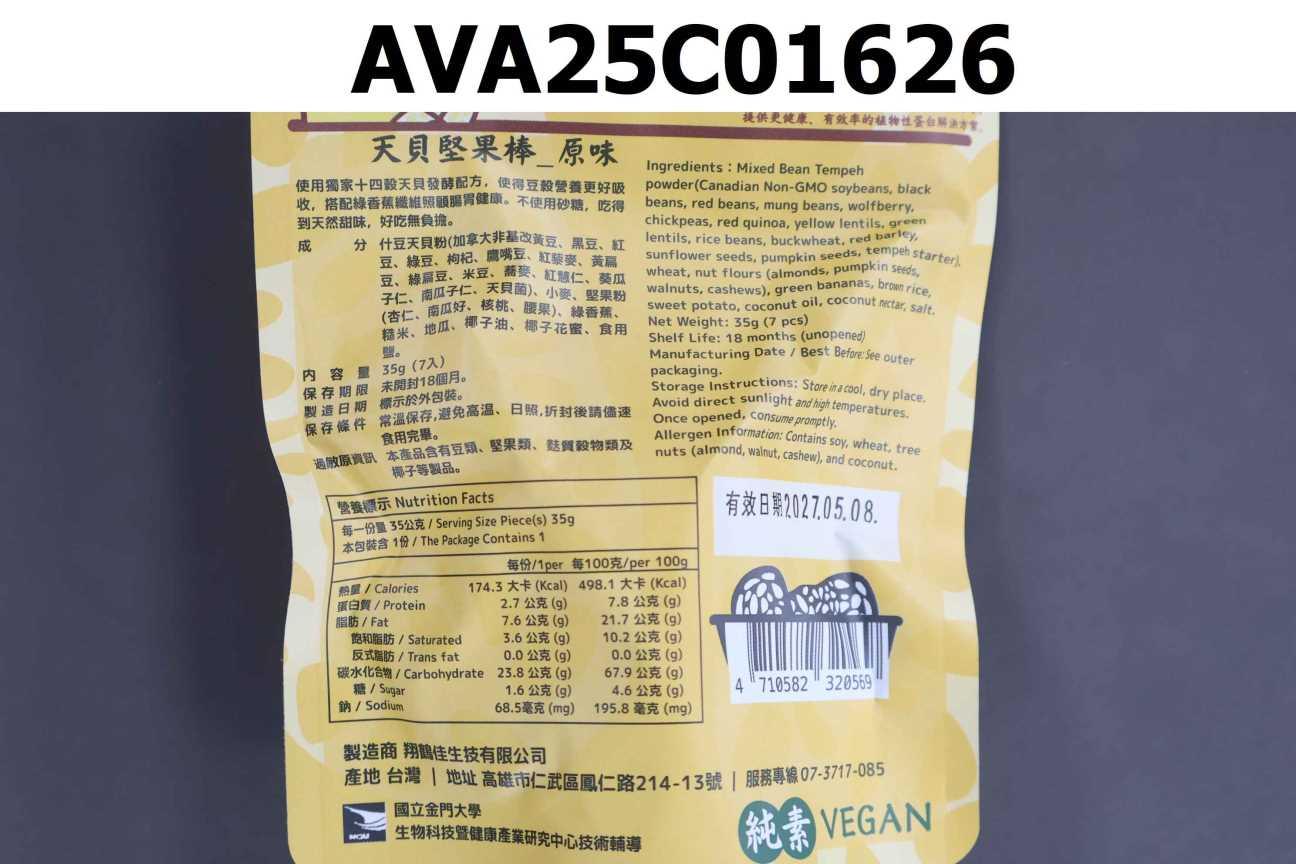 AVA25C01626
提供更健康、有效率的植物性蛋白解決方案。
天貝堅果棒_原味
使用獨家十四穀天貝發酵配方，使得豆穀營養更好吸
收，搭配綠香蕉纖維照顧腸胃健康。不使用砂糖，吃得
到天然甜味，好吃無負擔。
成 分 什豆天貝粉(加拿大非基改黃豆、黑豆、紅
豆、綠豆、枸杞、鷹嘴豆、紅藜麥、黃扁
豆、綠扁豆、米豆、蕎麥、紅薏仁、葵瓜
子仁、南瓜子仁、天貝菌)、小麥、堅果粉
(杏仁、南瓜籽、核桃、腰果)、綠香蕉、
糙米、地瓜、椰子油、椰子花蜜、食用
鹽。
內 容 量 35g（7入）
保存期限 未開封18個月。
製造日期 標示於外包裝。
保存條件 常溫保存,避免高溫、日照,折封後請儘速
食用完畢。
過敏原資訊 本產品含有豆類、堅果類、麩質穀物類及
椰子等製品。
Ingredients：Mixed Bean Tempeh
powder(Canadian Non-GMO soybeans, black
beans, red beans, mung beans, wolfberry,
chickpeas, red quinoa, yellow lentils, green
lentils, rice beans, buckwheat, red barley,
sunflower seeds, pumpkin seeds, tempeh starter),
wheat, nut flours (almonds, pumpkin seeds,
walnuts, cashews), green bananas, brown rice,
sweet potato, coconut oil, coconut nectar, salt.
Net Weight: 35g (7 pcs)
Shelf Life: 18 months (unopened)
Manufacturing Date / Best Before: See outer
packaging.
Storage Instructions: Store in a cool, dry place.
Avoid direct sunlight and high temperatures.
Once opened, consume promptly.
Allergen Information: Contains soy, wheat, tree
nuts (almond, walnut, cashew), and coconut.
營養標示 Nutrition Facts
每一份量 35公克 / Serving Size Piece(s) 35g
本包裝含 1份 / The Package Contains 1
每份/1per 每100克/per 100g
熱量 / Calories 174.3 大卡 (Kcal) 498.1 大卡 (Kcal)
蛋白質 / Protein 2.7 公克 (g) 7.8 公克 (g)
脂肪 / Fat 7.6 公克 (g) 21.7 公克 (g)
飽和脂肪 / Saturated 3.6 公克 (g) 10.2 公克 (g)
反式脂肪 / Trans fat 0.0 公克 (g) 0.0 公克 (g)
碳水化合物 / Carbohydrate 23.8 公克 (g) 67.9 公克 (g)
糖 / Sugar 1.6 公克 (g) 4.6 公克 (g)
鈉 / Sodium 68.5毫克 (mg) 195.8 毫克 (mg)
有效日期2027.05.08.
4 710582 320569
製造商 翔鶴佳生技有限公司
產地 台灣 | 地址 高雄市仁武區鳳仁路214-13號 | 服務專線 07-3717-085
NQU
國立金門大學
生物科技暨健康產業研究中心技術輔導
純素 VEGAN